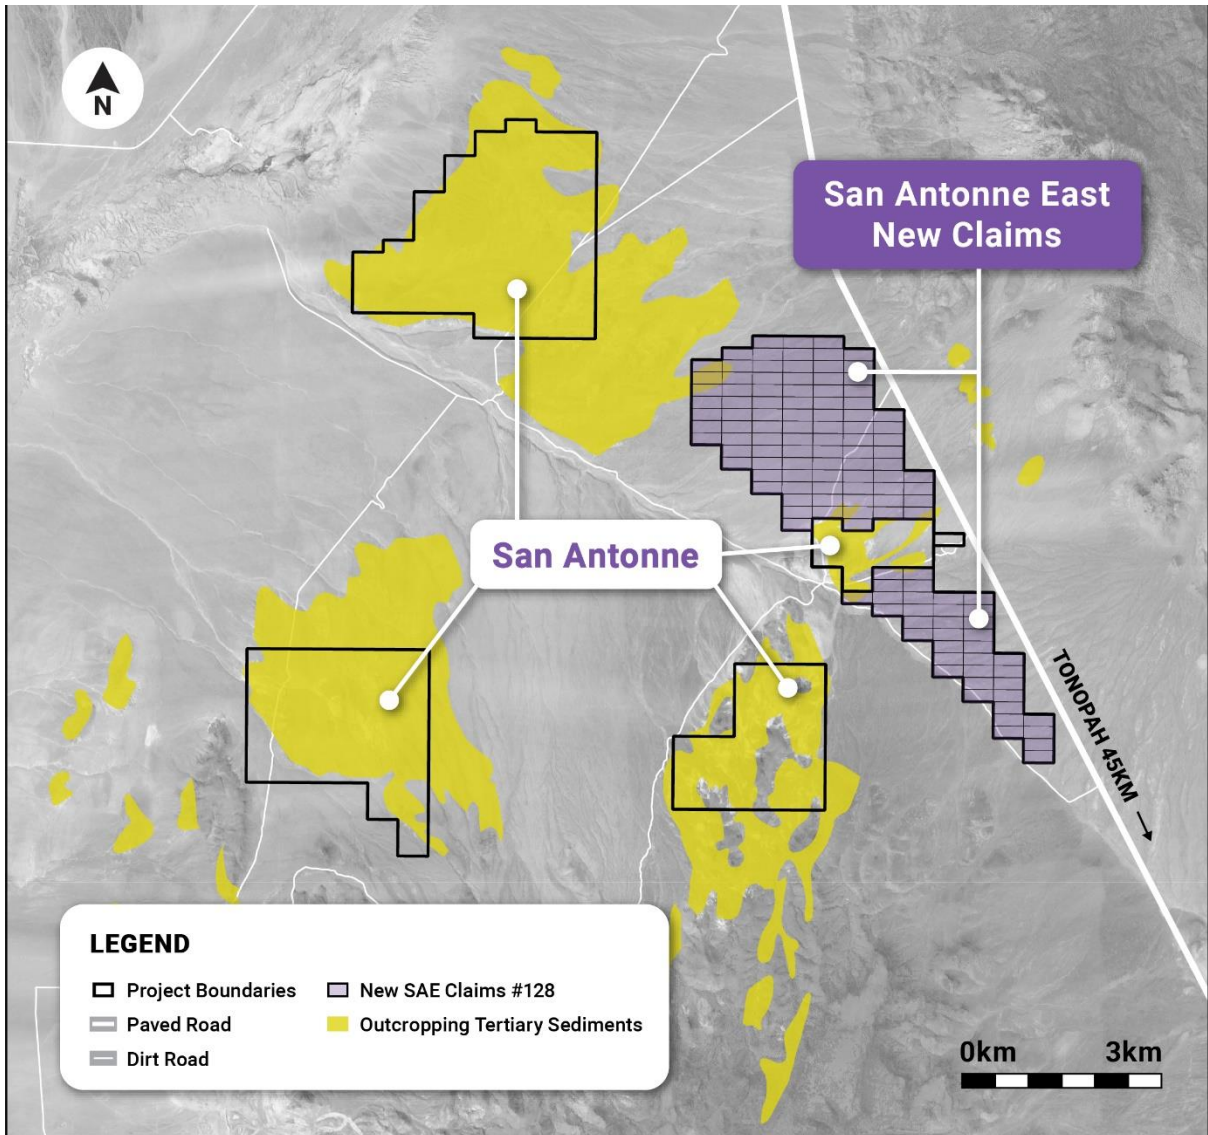 N
San Antonne East
New Claims
San Antonne
TONOPAH 45KM
LEGEND
Project Boundaries
New SAE Claims #128
Paved Road
Outcropping Tertiary Sediments
Dirt Road
0km 3km